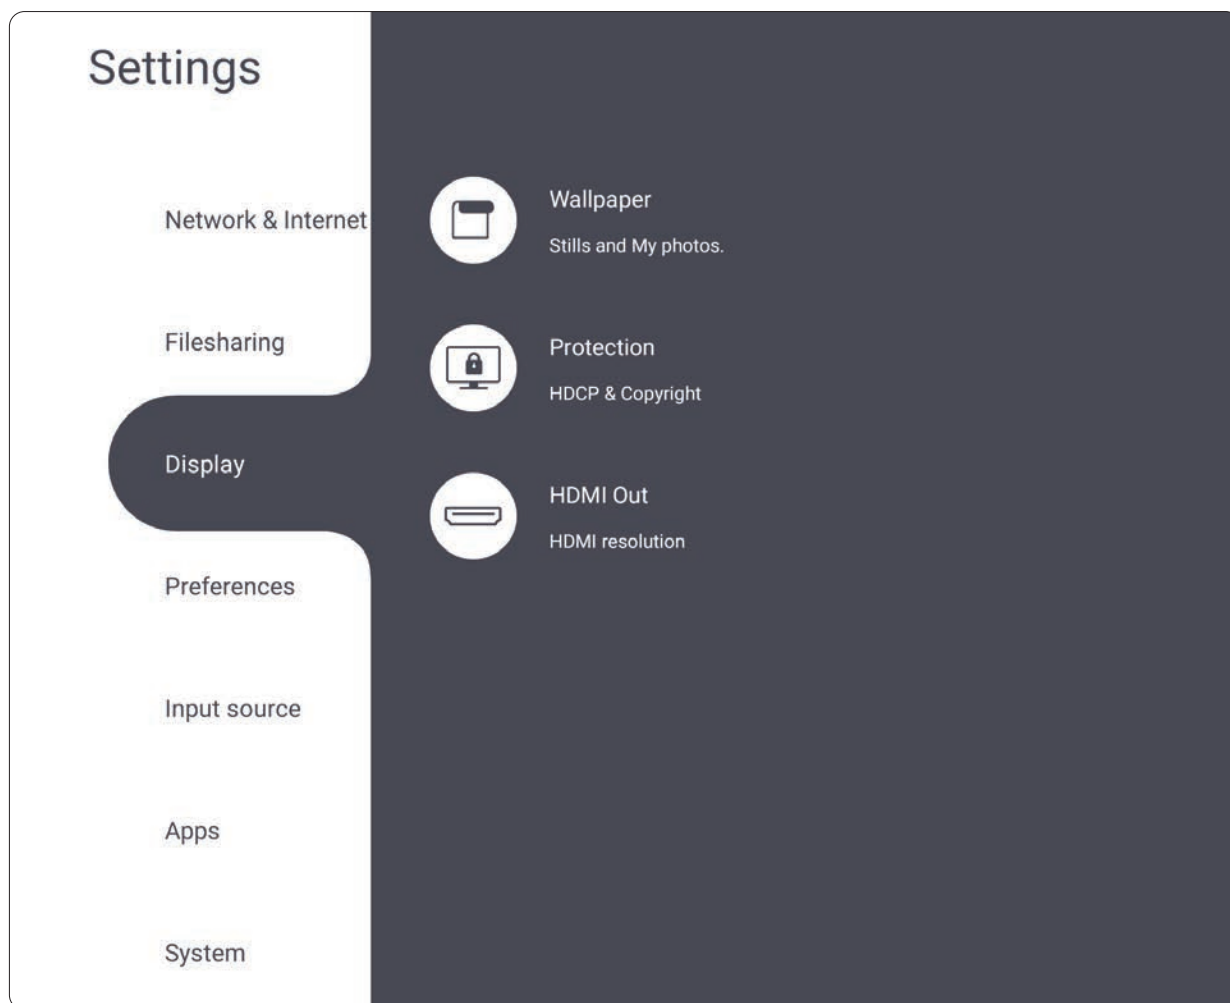 Settings
Network & Internet
Filesharing
Display
Preferences
Input source
Apps
System
Wallpaper
Stills and My photos.
Protection
HDCP & Copyright
HDMI Out
HDMI resolution